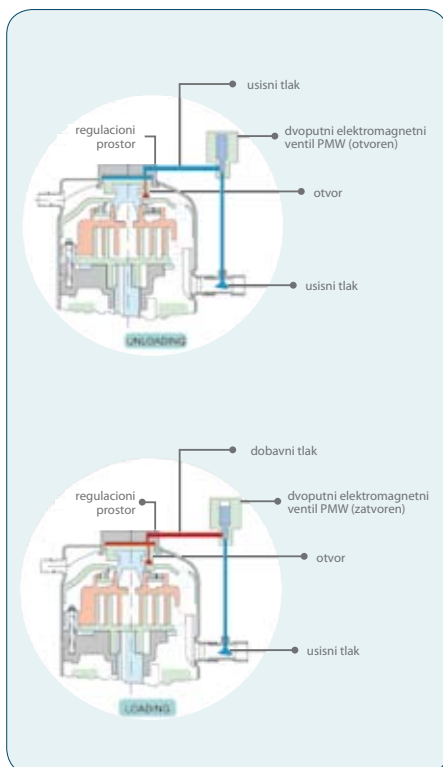 usisni tlak
regulacioni
prostor
dvoputni elektromagnetni
ventil PMW (otvoren)
otvor
usisni tlak
UNLOADING
dobavni tlak
regulacioni
prostor
dvoputni elektromagnetni
ventil PMW (zatvoren)
otvor
usisni tlak
LOADING